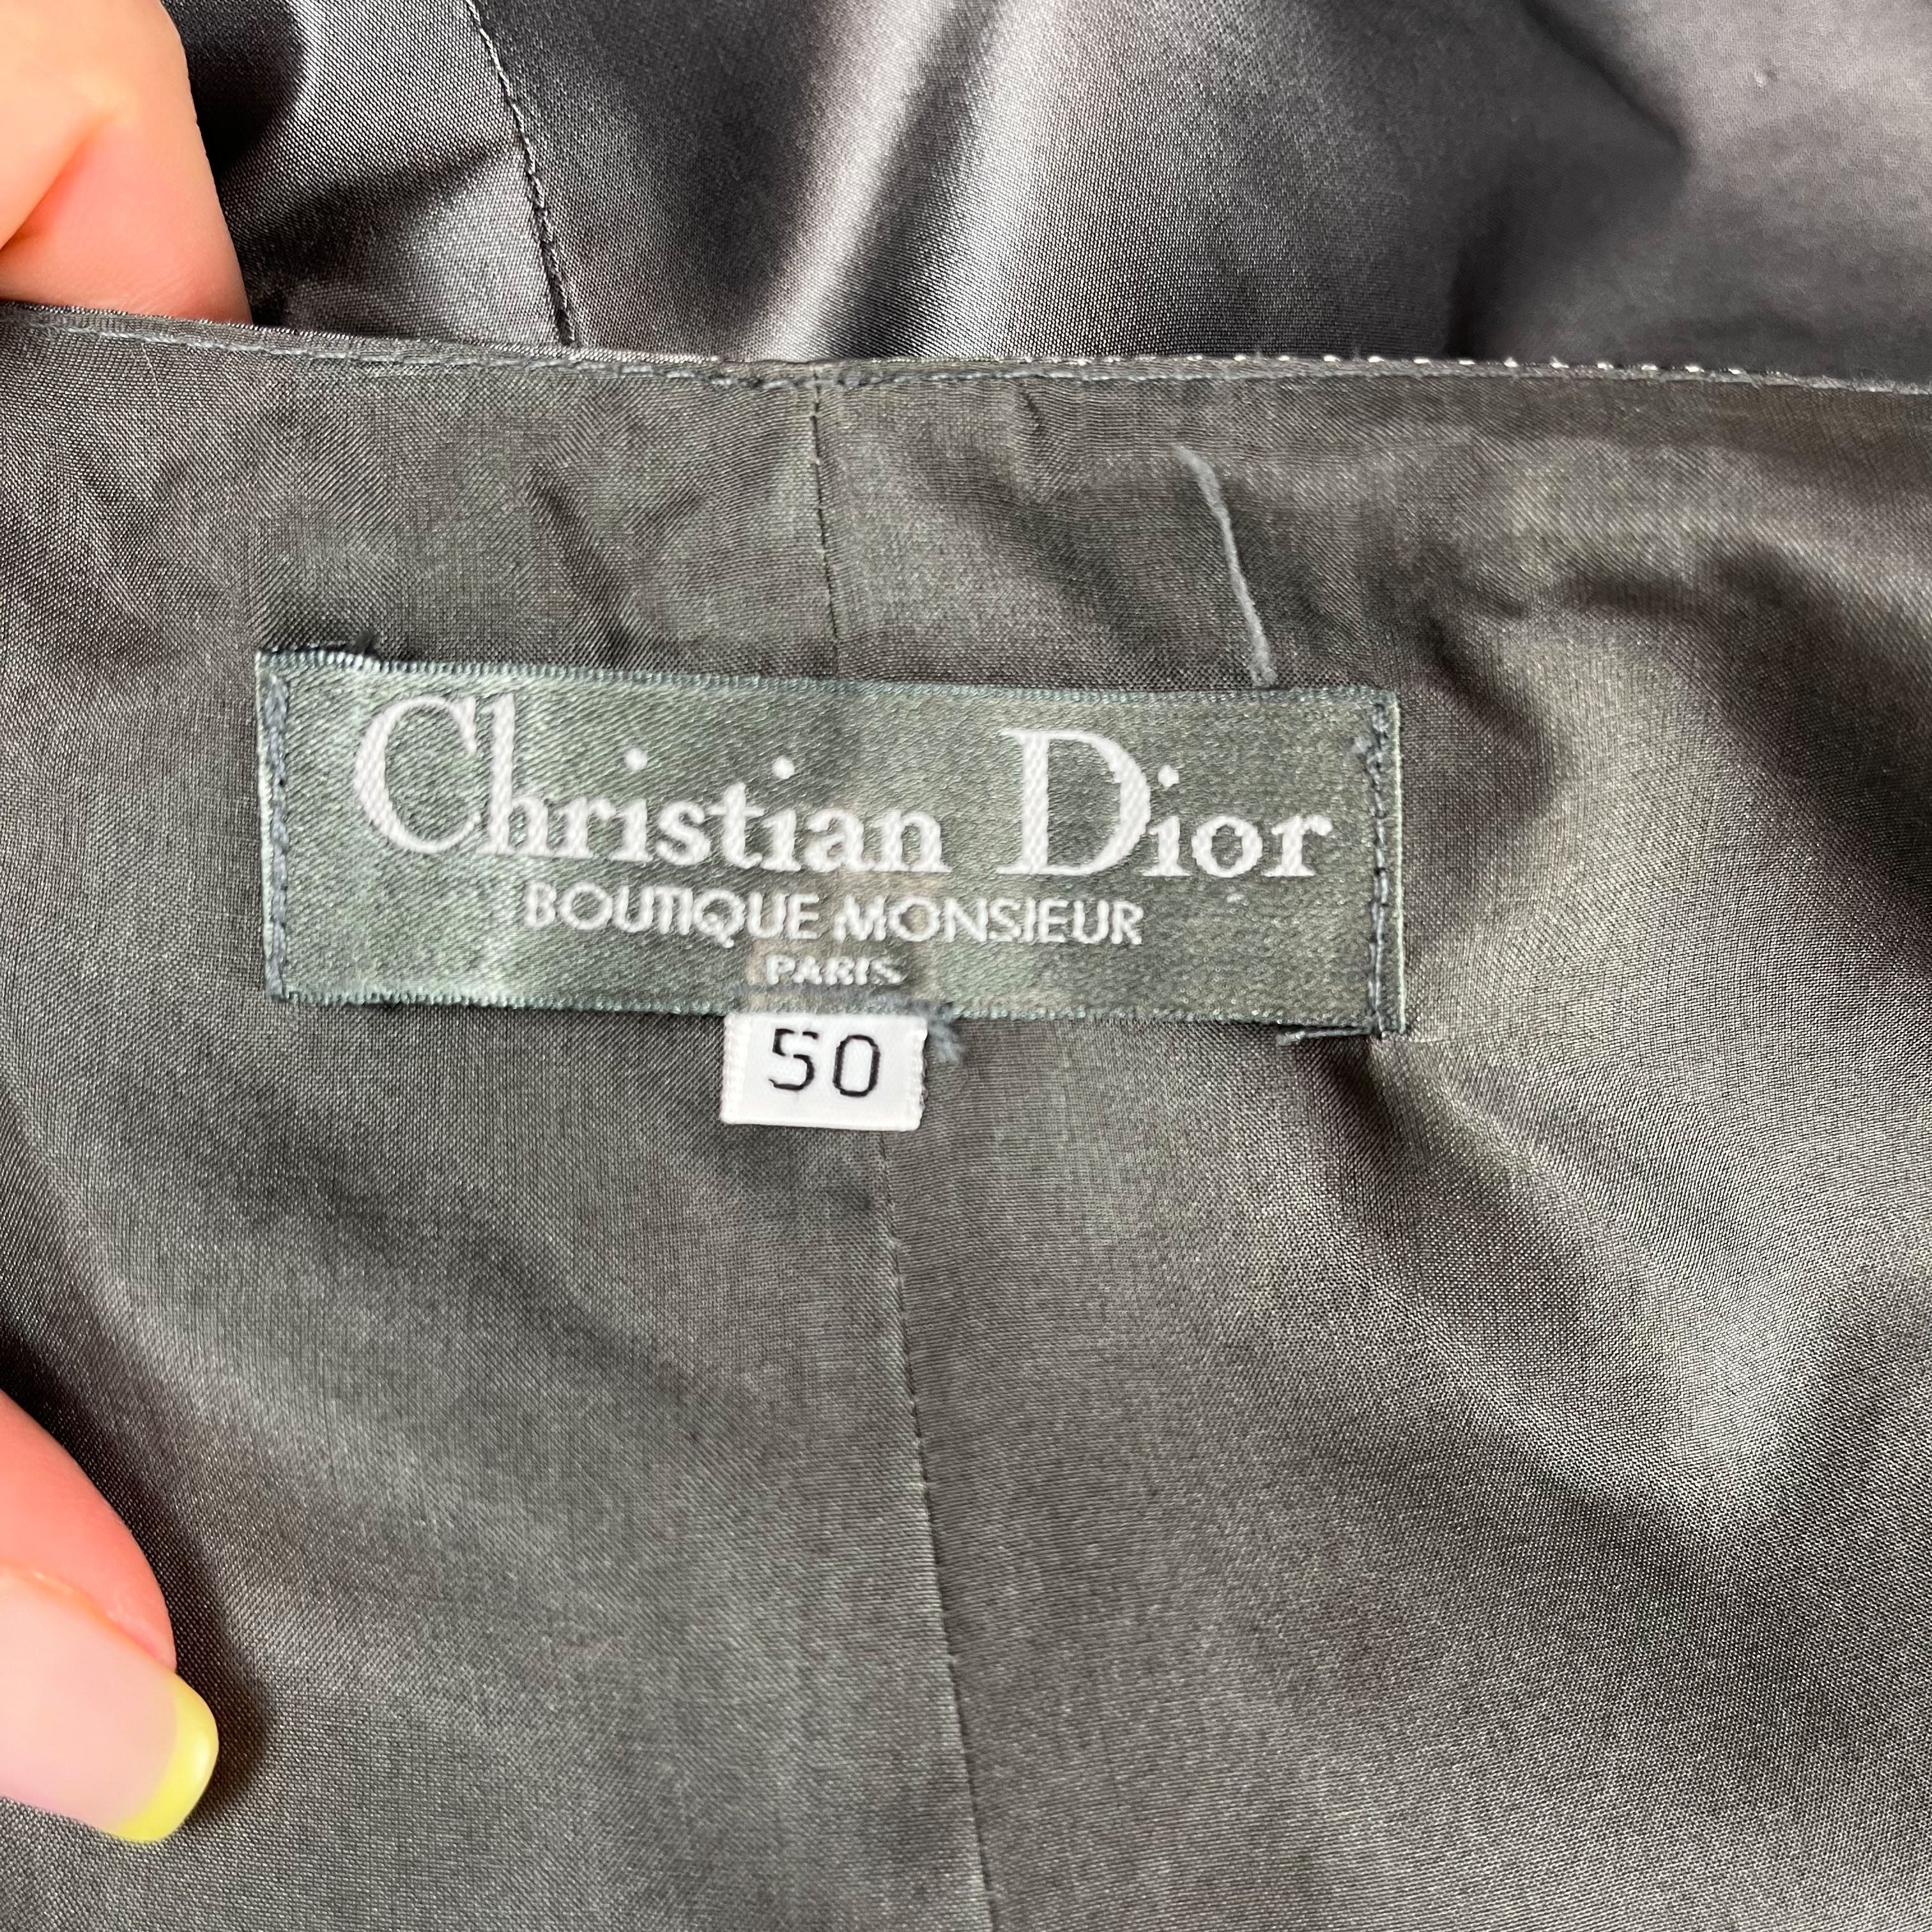 Christian Dior
BOUTIQUE MONSIEUR
PARIS
50